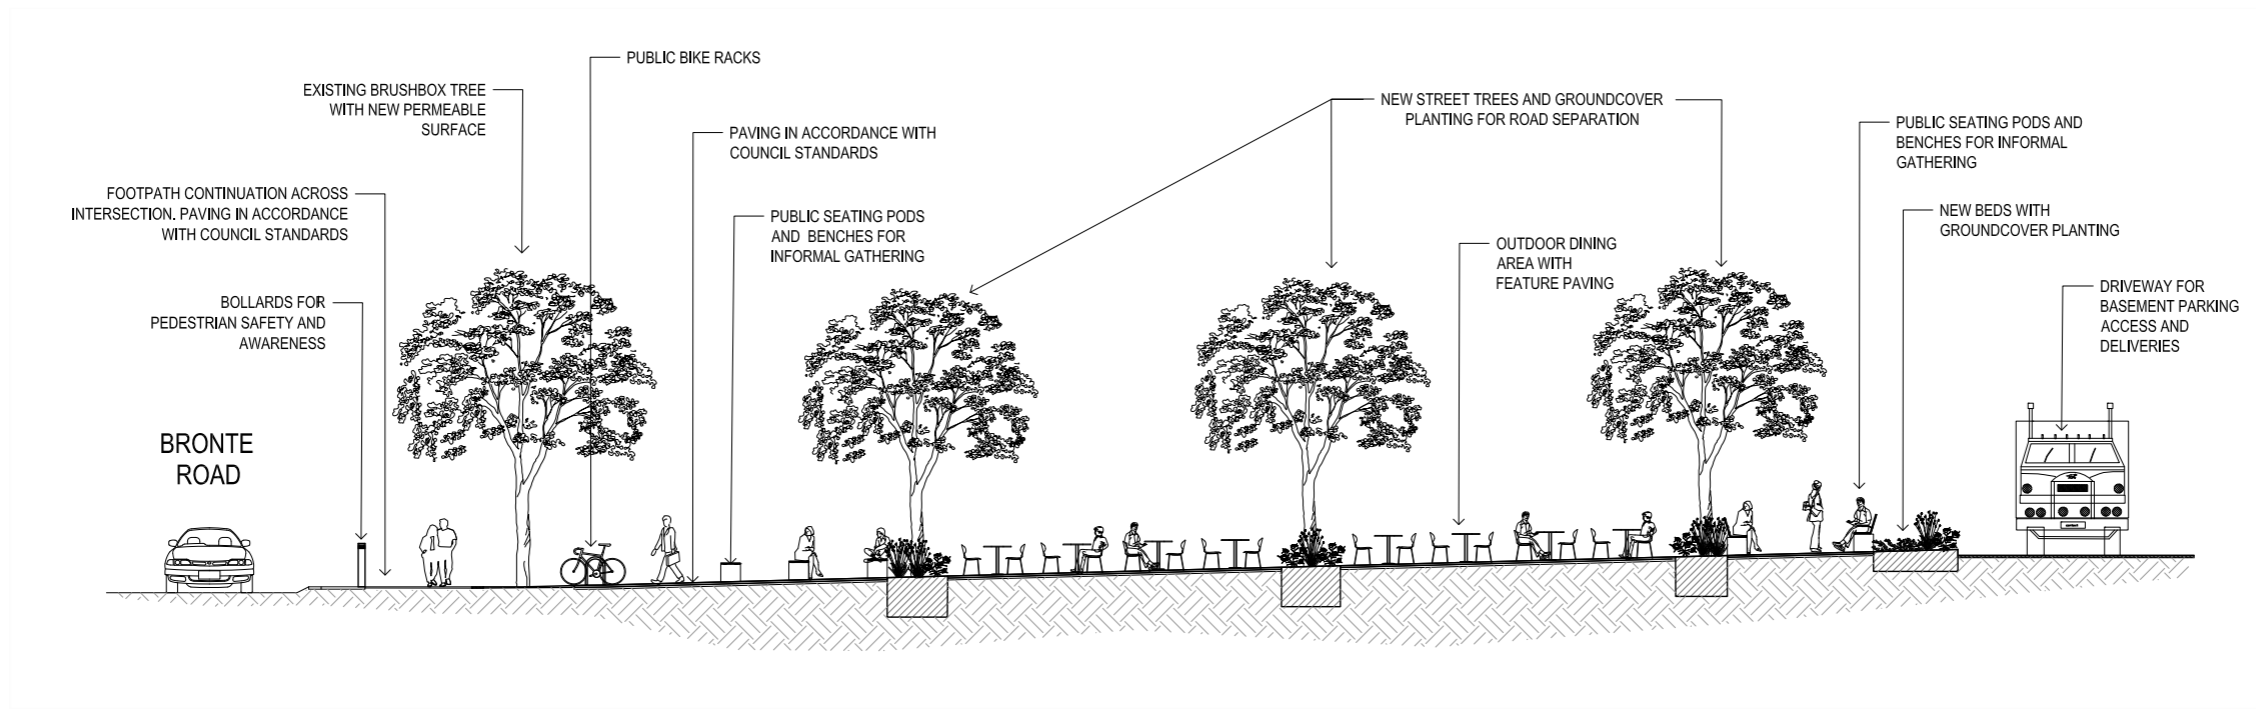 PUBLIC BIKE RACKS
EXISTING BRUSHBOX TREE
WITH NEW PERMEABLE
SURFACE
NEW STREET TREES AND GROUNDCOVER
PLANTING FOR ROAD SEPARATION
PAVING IN ACCORDANCE WITH
COUNCIL STANDARDS
PUBLIC SEATING PODS AND
BENCHES FOR INFORMAL
GATHERING
FOOTPATH CONTINUATION ACROSS
INTERSECTION. PAVING IN ACCORDANCE
WITH COUNCIL STANDARDS
PUBLIC SEATING PODS
AND BENCHES FOR
INFORMAL GATHERING
NEW BEDS WITH
GROUNDCOVER PLANTING
OUTDOOR DINING
AREA WITH
FEATURE PAVING
BOLLARDS FOR
PEDESTRIAN SAFETY AND
AWARENESS
DRIVEWAY FOR
BASEMENT PARKING
ACCESS AND
DELIVERIES
BRONTE
ROAD